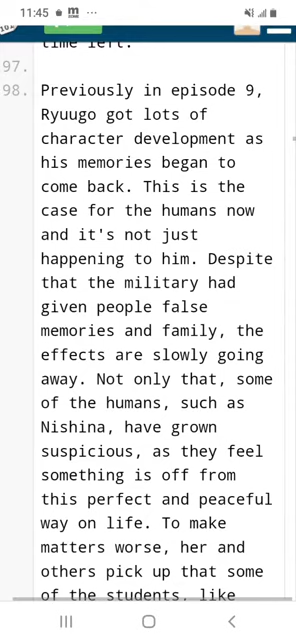 11:45
time left.
97.
98. Previously in episode 9,
Ryuugo got lots of
character development as
his memories began to
come back. This is the
case for the humans now
and it's not just
happening to him. Despite
that the military had
given people false
memories and family, the
effects are slowly going
away. Not only that, some
of the humans, such as
Nishina, have grown
suspicious, as they feel
something is off from
this perfect and peaceful
way on life. To make
matters worse, her and
others pick up that some
of the students, like